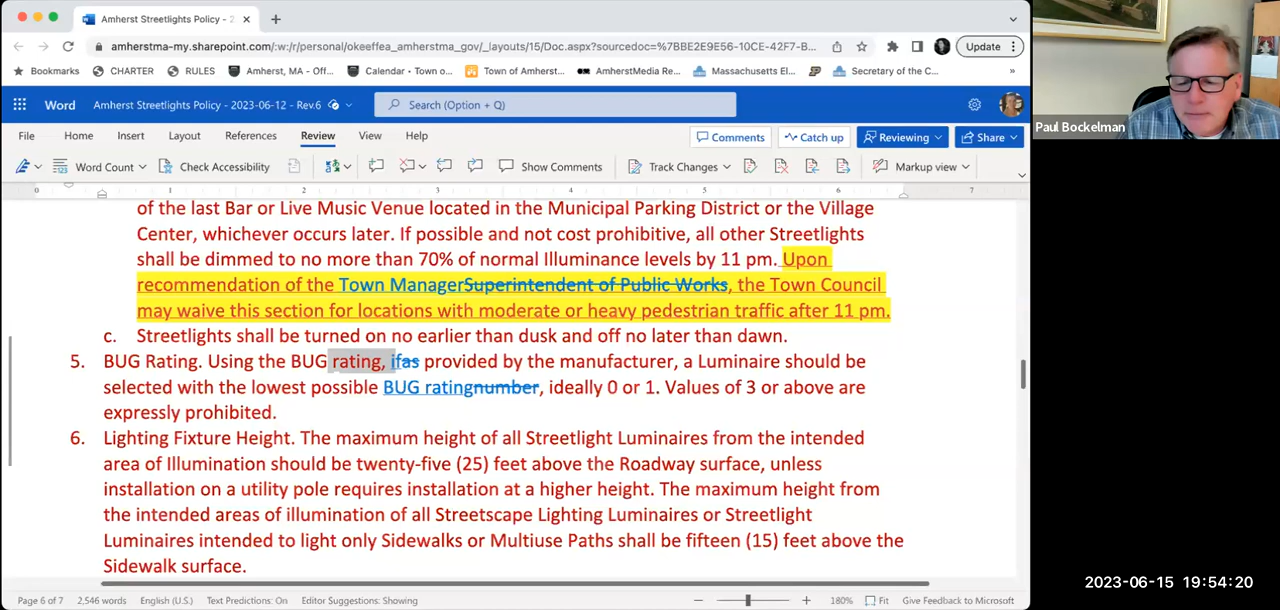 Amherst Streetlights Policy - 2
amherstma-my.sharepoint.com/:w:/r/personal/okeeffea_amherstma_gov/_layouts/15/Doc.aspx?sourcedoc=%7BBE2E9E56-10CE-42F7-B...
Update
Bookmarks CHARTER RULES Amherst, MA - Off... Calendar • Town o... Town of Amherst... AmherstMedia Re... Massachusetts El... Secretary of the C... »
Paul Bockelman
Word Amherst Streetlights Policy - 2023-06-12 - Rev.6 Search (Option + Q)
File Home Insert Layout References Review View Help Comments Catch up Reviewing Share
Word Count Check Accessibility Show Comments Track Changes Markup view
0 1 2 3 4 5 6 7
of the last Bar or Live Music Venue located in the Municipal Parking District or the Village
Center, whichever occurs later. If possible and not cost prohibitive, all other Streetlights
shall be dimmed to no more than 70% of normal Illuminance levels by 11 pm. Upon
recommendation of the Town ManagerSuperintendent of Public Works, the Town Council
may waive this section for locations with moderate or heavy pedestrian traffic after 11 pm.
c. Streetlights shall be turned on no earlier than dusk and off no later than dawn.
5. BUG Rating. Using the BUG rating, ifas provided by the manufacturer, a Luminaire should be
selected with the lowest possible BUG ratingnumber, ideally 0 or 1. Values of 3 or above are
expressly prohibited.
6. Lighting Fixture Height. The maximum height of all Streetlight Luminaires from the intended
area of Illumination should be twenty-five (25) feet above the Roadway surface, unless
installation on a utility pole requires installation at a higher height. The maximum height from
the intended areas of illumination of all Streetscape Lighting Luminaires or Streetlight
Luminaires intended to light only Sidewalks or Multiuse Paths shall be fifteen (15) feet above the
Sidewalk surface.
2023-06-15 19:54:20
Page 6 of 7 2,546 words English (U.S.) Text Predictions: On Editor Suggestions: Showing 180% Fit Give Feedback to Microsoft